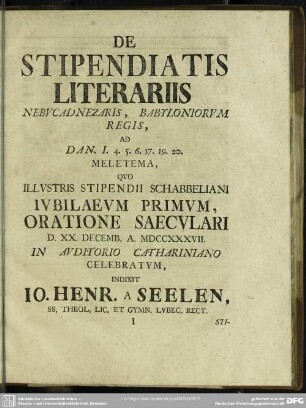 DE
STIPENDIATIS
LITERARIIS
NEBVCADNEZARIS, BABYLONIORVM
REGIS,
AD
DAN. I. 4. 5. 6. 17. 19. 20.
MELETEMA,
QVO
ILLVSTRIS STIPENDII SCHABBELIANI
IVBILAEVM PRIMVM,
ORATIONE SAECVLARI
D. XX. DECEMB. A. MDCCXXXVII.
IN AVDITORIO CATHARINIANO
CELEBRATVM,
INDIXIT
IO. HENR. A SEELEN,
SS. THEOL. LIC. ET GYMN. LVBEC. RECT.
1 STI-
DFG